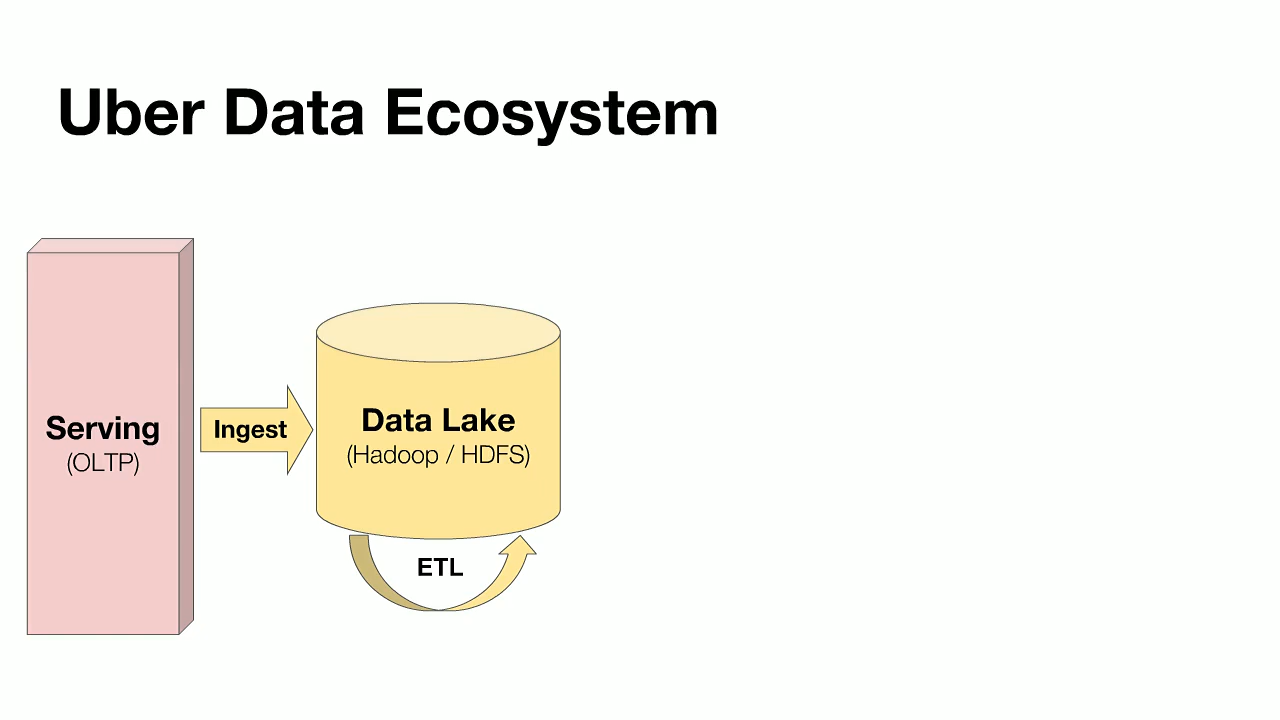 Uber Data Ecosystem
Serving
(OLTP)
Ingest
Data Lake
(Hadoop / HDFS)
ETL